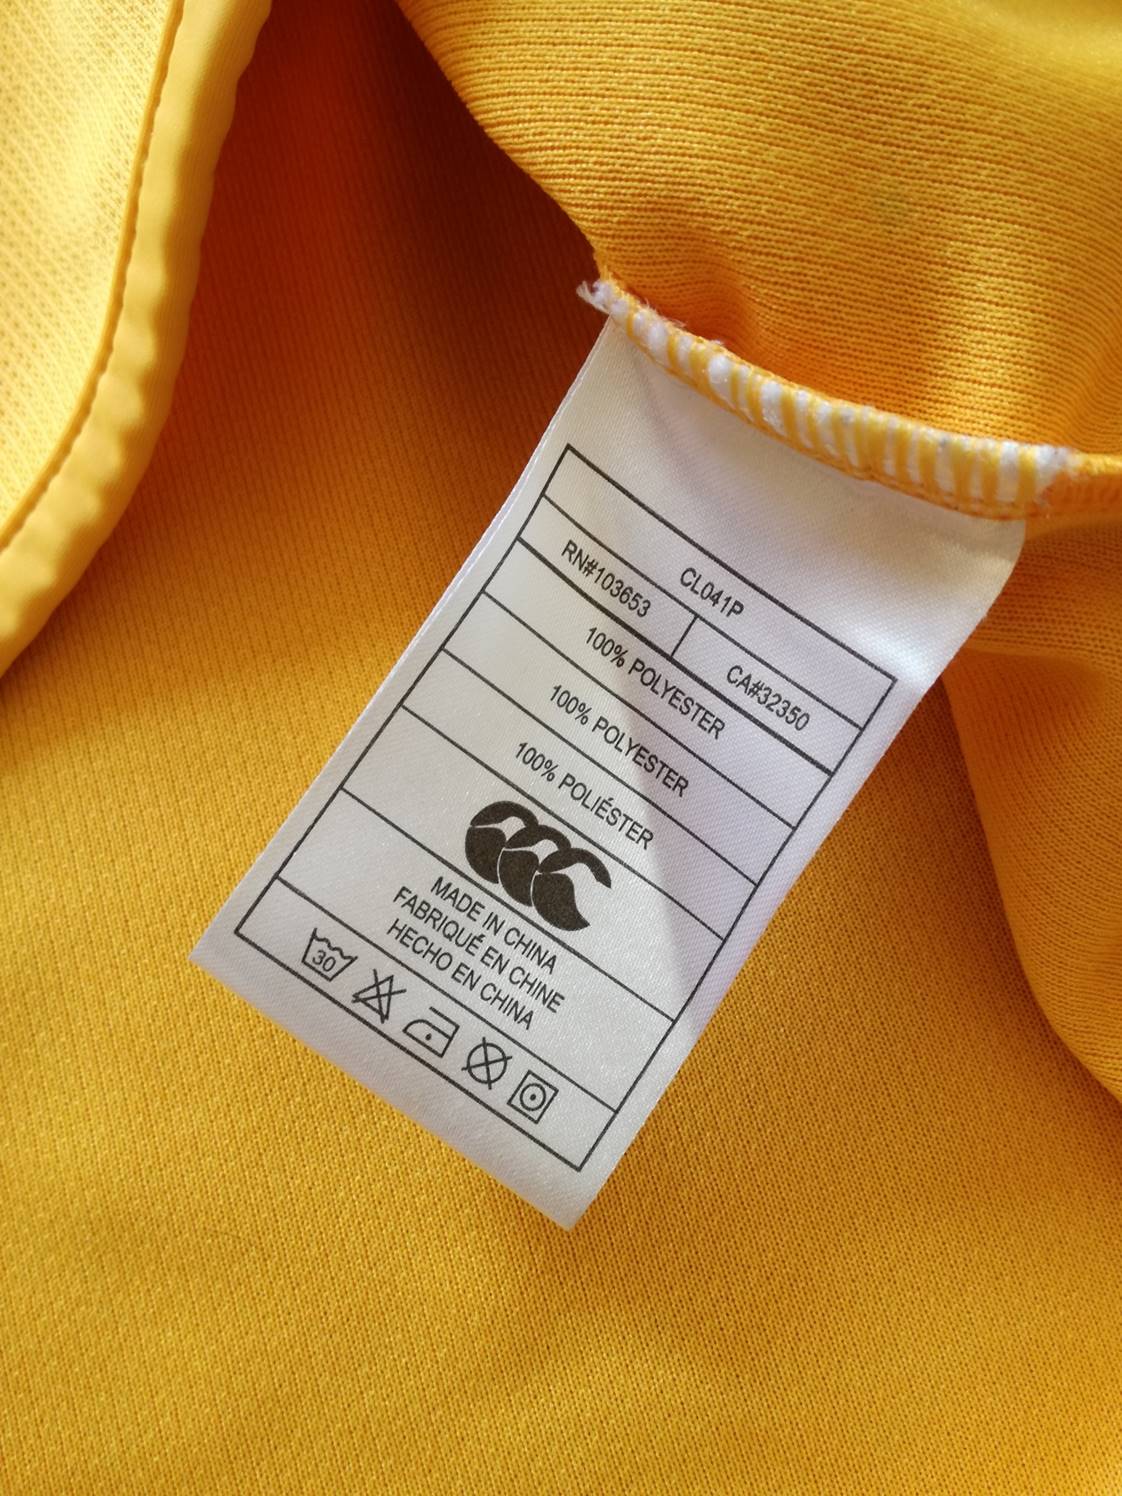 CL041P
RN#103653
CA#32350
100% POLYESTER
100% POLYESTER
100% POLIÉSTER
MADE IN CHINA
FABRIQUÉ EN CHINE
HECHO EN CHINA
30